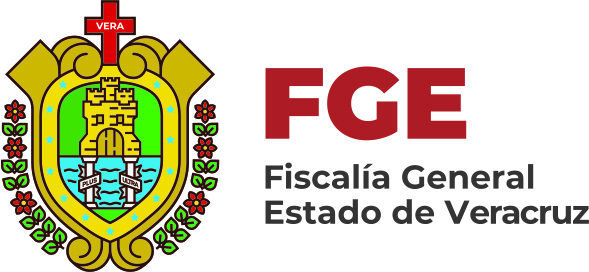 VERA
PLUS ULTRA
FGE
Fiscalía General
Estado de Veracruz